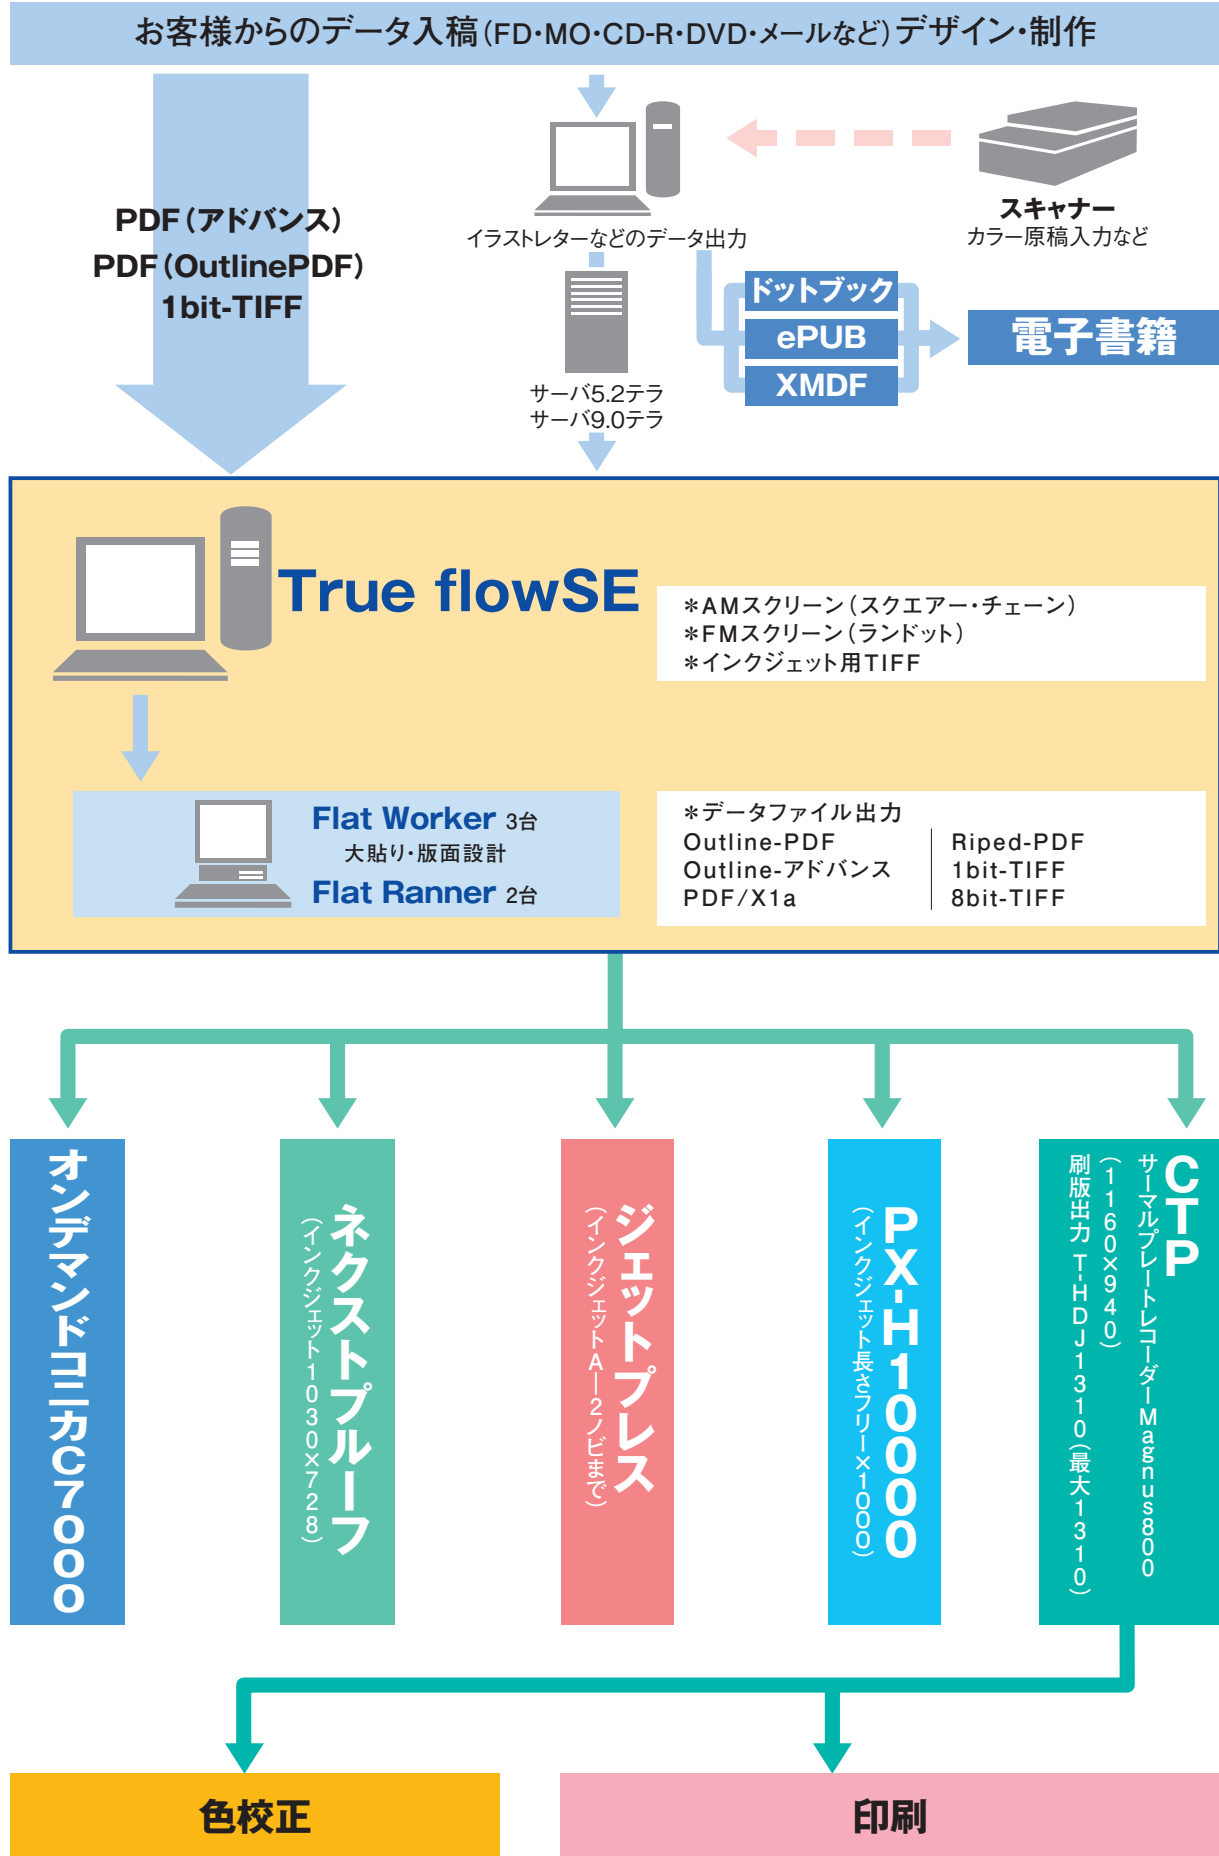 お客様からのデータ入稿（FD・MO・CD-R・DVD・メールなど）デザイン・制作
PDF（アドバンス）
PDF（OutlinePDF）
1bit-TIFF
イラストレターなどのデータ出力
スキャナー
カラー原稿入力など
サーバ5.2テラ
サーバ9.0テラ
ドットブック
ePUB
XMDF
電子書籍
True flowSE
＊AMスクリーン（スクエアー・チェーン）
＊FMスクリーン（ランドット）
＊インクジェット用TIFF
Flat Worker 3台
大貼り・版面設計
Flat Ranner 2台
＊データファイル出力
Outline-PDF
Outline-アドバンス
PDF/X1a
Riped-PDF
1bit-TIFF
8bit-TIFF
オンデマンドコニカC7000
ネクストプルーフ
（インクジェット1030×728）
ジェットプレス
（インクジェットA－2ノビまで）
PX-H10000
（インクジェット長さフリー×1000）
CTP
サーマルプレートレコーダーMagnus800
（1160×940）
刷版出力 T-HDJ1310（最大1310）
色校正
印刷